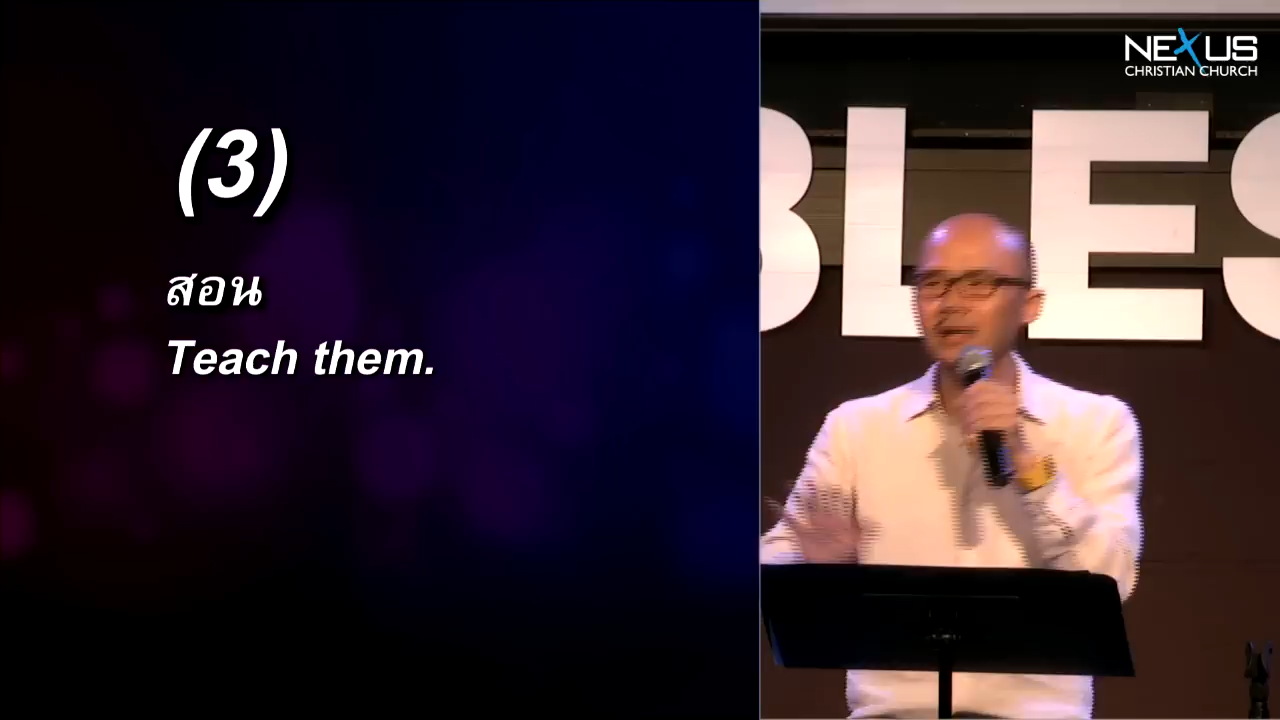 (3)
สอน
Teach them.
NEXUS
CHRISTIAN CHURCH
BLES